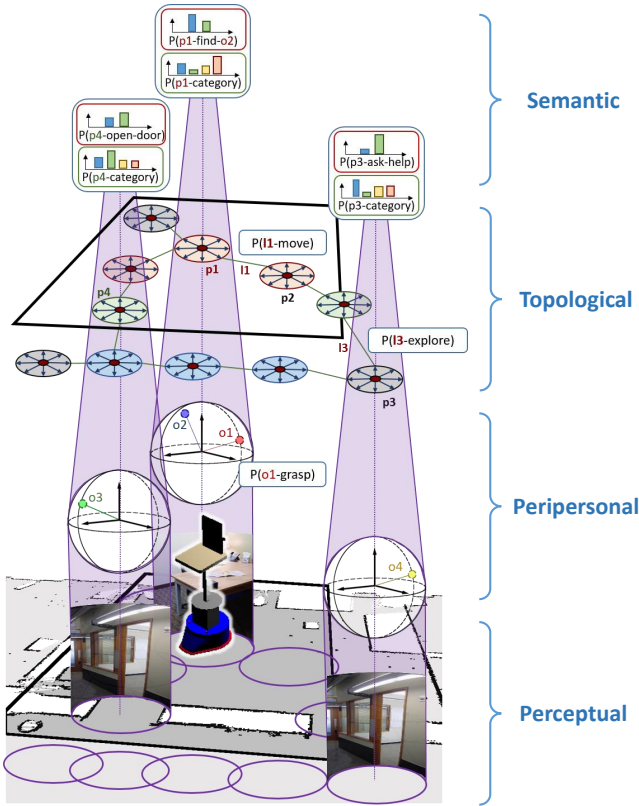 P(p1-find-o2)
P(p1-category)
Semantic
P(p4-open-door)
P(p4-category)
P(p3-ask-help)
P(p3-category)
P(l1-move)
p1
l1
p4
p2
Topological
l3
P(l3-explore)
p3
o2
o1
P(o1-grasp)
o3
Peripersonal
o4
Perceptual